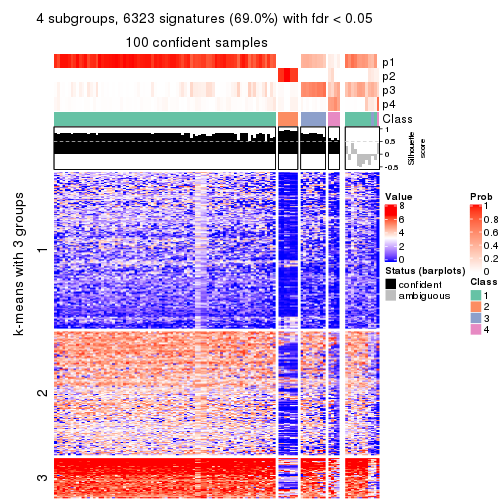 4 subgroups, 6323 signatures (69.0%) with fdr < 0.05
100 confident samples
p1
p2
p3
p4
Class
1
0.5
0
-0.5
Silhouette
score
k-means with 3 groups
1
2
3
Value
8
6
4
2
0
Status (barplots)
confident
ambiguous
Prob
1
0.8
0.6
0.4
0.2
0
Class
1
2
3
4